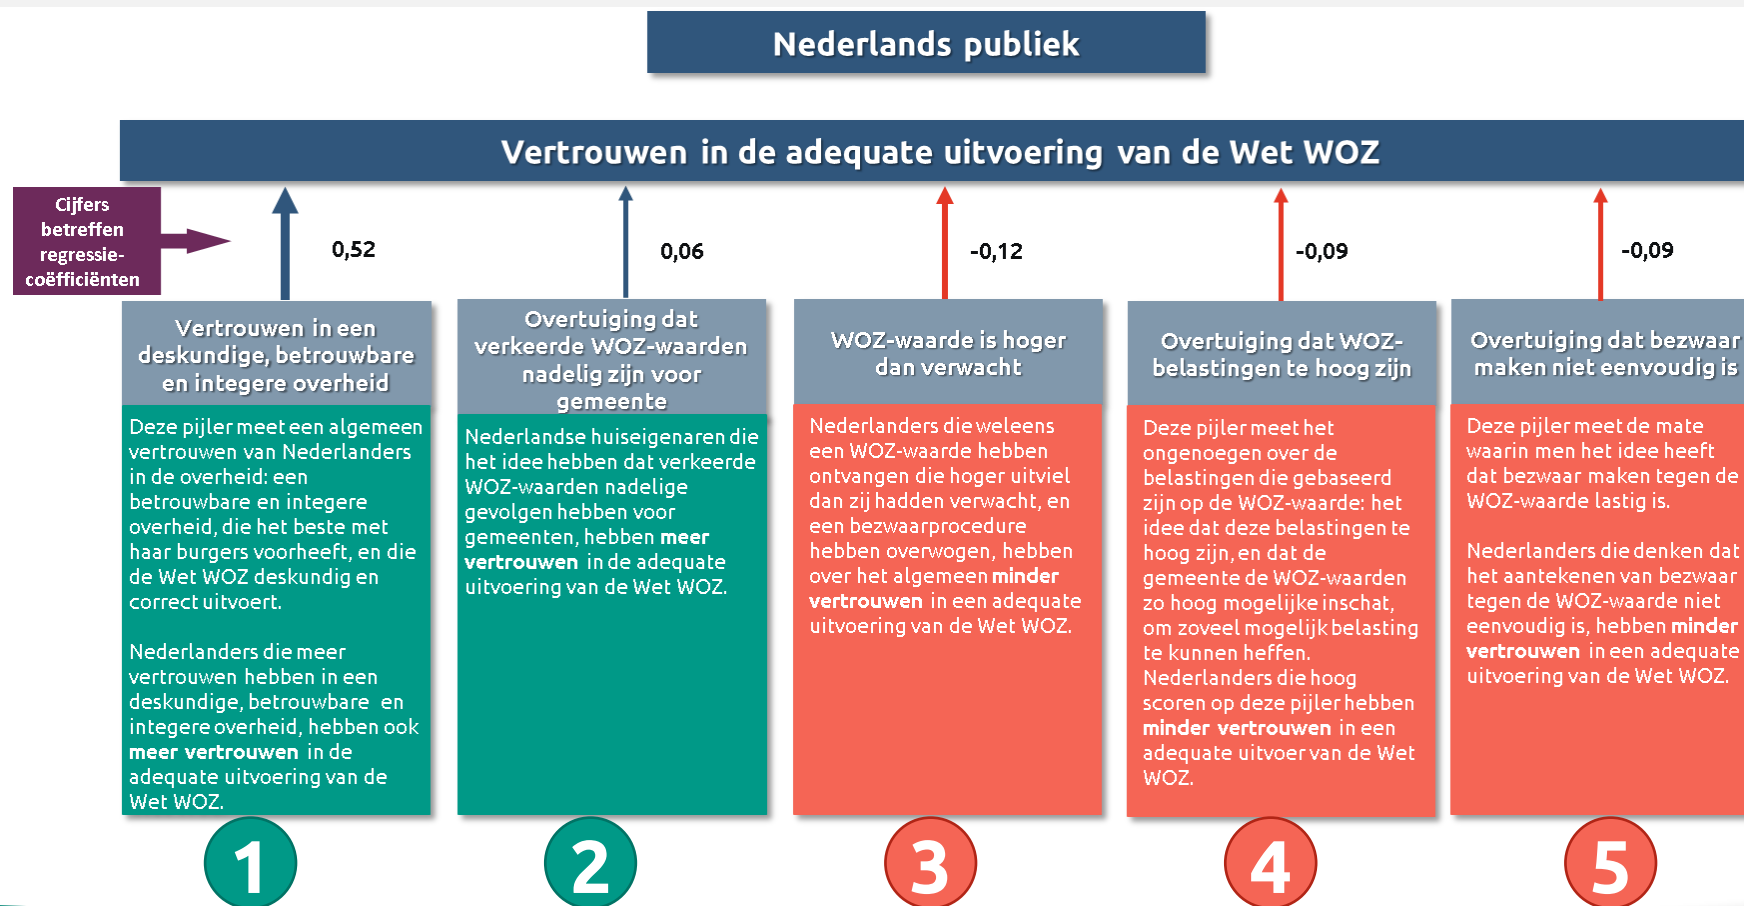 Nederlands publiek
Vertrouwen in de adequate uitvoering van de Wet WOZ
Cijfers
betreffen
regressie-
coëfficiënten
0,52
0,06
-0,12
-0,09
-0,09
Vertrouwen in een
deskundige, betrouwbare
en integere overheid
Deze pijler meet een algemeen
vertrouwen van Nederlanders
in de overheid: een
betrouwbare en integere
overheid, die het beste met
haar burgers voorheeft, en die
de Wet WOZ deskundig en
correct uitvoert.
Nederlanders die meer
vertrouwen hebben in een
deskundige, betrouwbare en
integere overheid, hebben ook
meer vertrouwen in de
adequate uitvoering van de
Wet WOZ.
1
Overtuiging dat
verkeerde WOZ-waarden
nadelig zijn voor
gemeente
Nederlandse huiseigenaren die
het idee hebben dat verkeerde
WOZ-waarden nadelige
gevolgen hebben voor
gemeenten, hebben meer
vertrouwen in de adequate
uitvoering van de Wet WOZ.
2
WOZ-waarde is hoger
dan verwacht
Nederlanders die weleens
een WOZ-waarde hebben
ontvangen die hoger uitviel
dan zij hadden verwacht, en
een bezwaarprocedure
hebben overwogen, hebben
over het algemeen minder
vertrouwen in een adequate
uitvoering van de Wet WOZ.
3
Overtuiging dat WOZ-
belastingen te hoog zijn
Deze pijler meet het
ongenoegen over de
belastingen die gebaseerd
zijn op de WOZ-waarde: het
idee dat deze belastingen te
hoog zijn, en dat de
gemeente de WOZ-waarden
zo hoog mogelijke inschat,
om zoveel mogelijk belasting
te kunnen heffen.
Nederlanders die hoog
scoren op deze pijler hebben
minder vertrouwen in een
adequate uitvoer van de Wet
WOZ.
4
Overtuiging dat bezwaar
maken niet eenvoudig is
Deze pijler meet de mate
waarin men het idee heeft
dat bezwaar maken tegen de
WOZ-waarde lastig is.
Nederlanders die denken dat
het aantekenen van bezwaar
tegen de WOZ-waarde niet
eenvoudig is, hebben minder
vertrouwen in een adequate
uitvoering van de Wet WOZ.
5